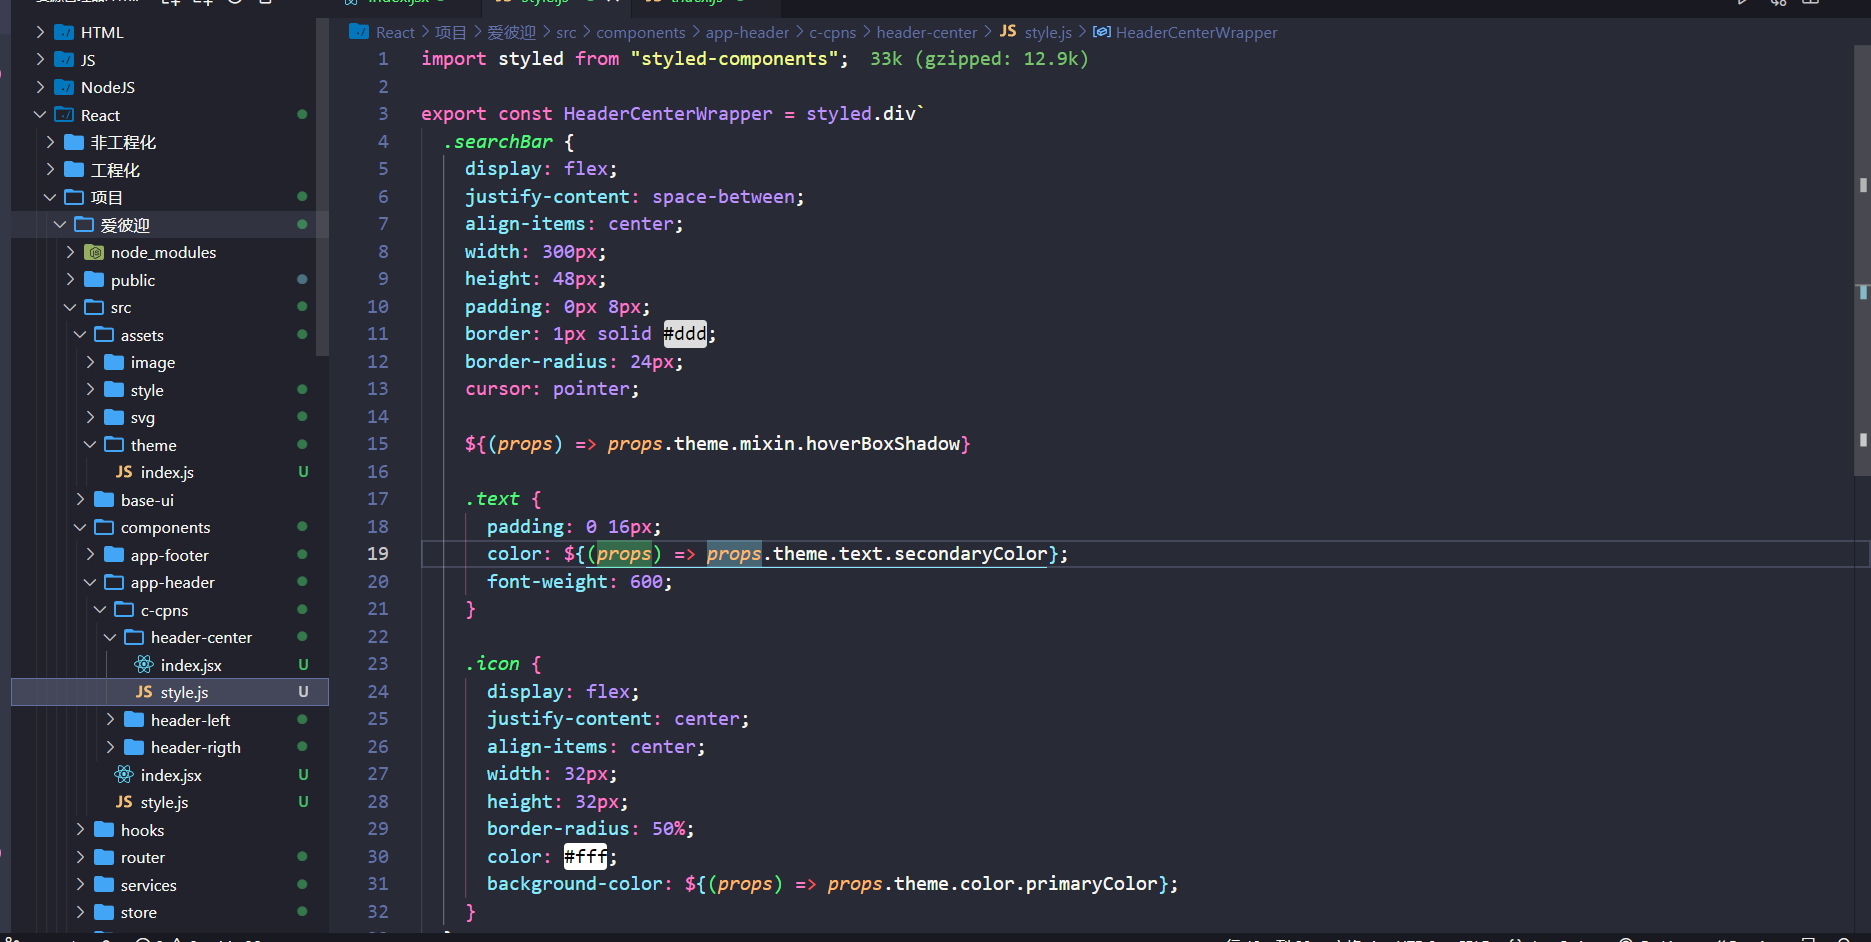 index.jsx
style.js
index.js
HTML
JS
NodeJS
React
非工程化
工程化
项目
爱彼迎
node_modules
public
src
assets
image
style
svg
theme
JS index.js U
base-ui
components
app-footer
app-header
c-cpns
header-center
index.jsx U
JS style.js U
header-left
header-rigth
index.jsx U
JS style.js U
hooks
router
services
store
React > 项目 > 爱彼迎 > src > components > app-header > c-cpns > header-center > JS style.js > HeaderCenterWrapper
1 import styled from "styled-components"; 33k (gzipped: 12.9k)
2
3 export const HeaderCenterWrapper = styled.div`
4 .searchBar {
5 display: flex;
6 justify-content: space-between;
7 align-items: center;
8 width: 300px;
9 height: 48px;
10 padding: 0px 8px;
11 border: 1px solid #ddd;
12 border-radius: 24px;
13 cursor: pointer;
14
15 ${(props) => props.theme.mixin.hoverBoxShadow}
16
17 .text {
18 padding: 0 16px;
19 color: ${(props) => props.theme.text.secondaryColor};
20 font-weight: 600;
21 }
22
23 .icon {
24 display: flex;
25 justify-content: center;
26 align-items: center;
27 width: 32px;
28 height: 32px;
29 border-radius: 50%;
30 color: #fff;
31 background-color: ${(props) => props.theme.color.primaryColor};
32 }